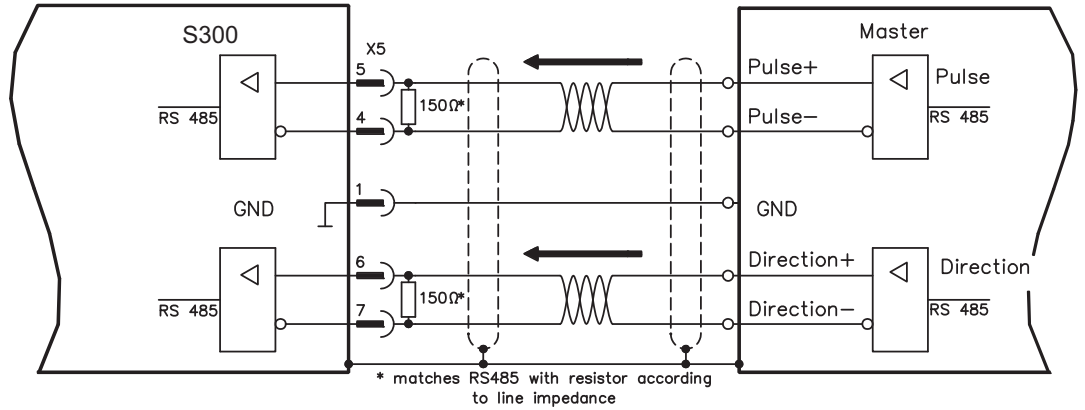 S300
X5
Master
5
150Ω*
Pulse+
Pulse
RS 485
4
Pulse−
RS 485
1
GND
GND
6
150Ω*
Direction+
Direction
RS 485
7
Direction−
RS 485
* matches RS485 with resistor according
to line impedance